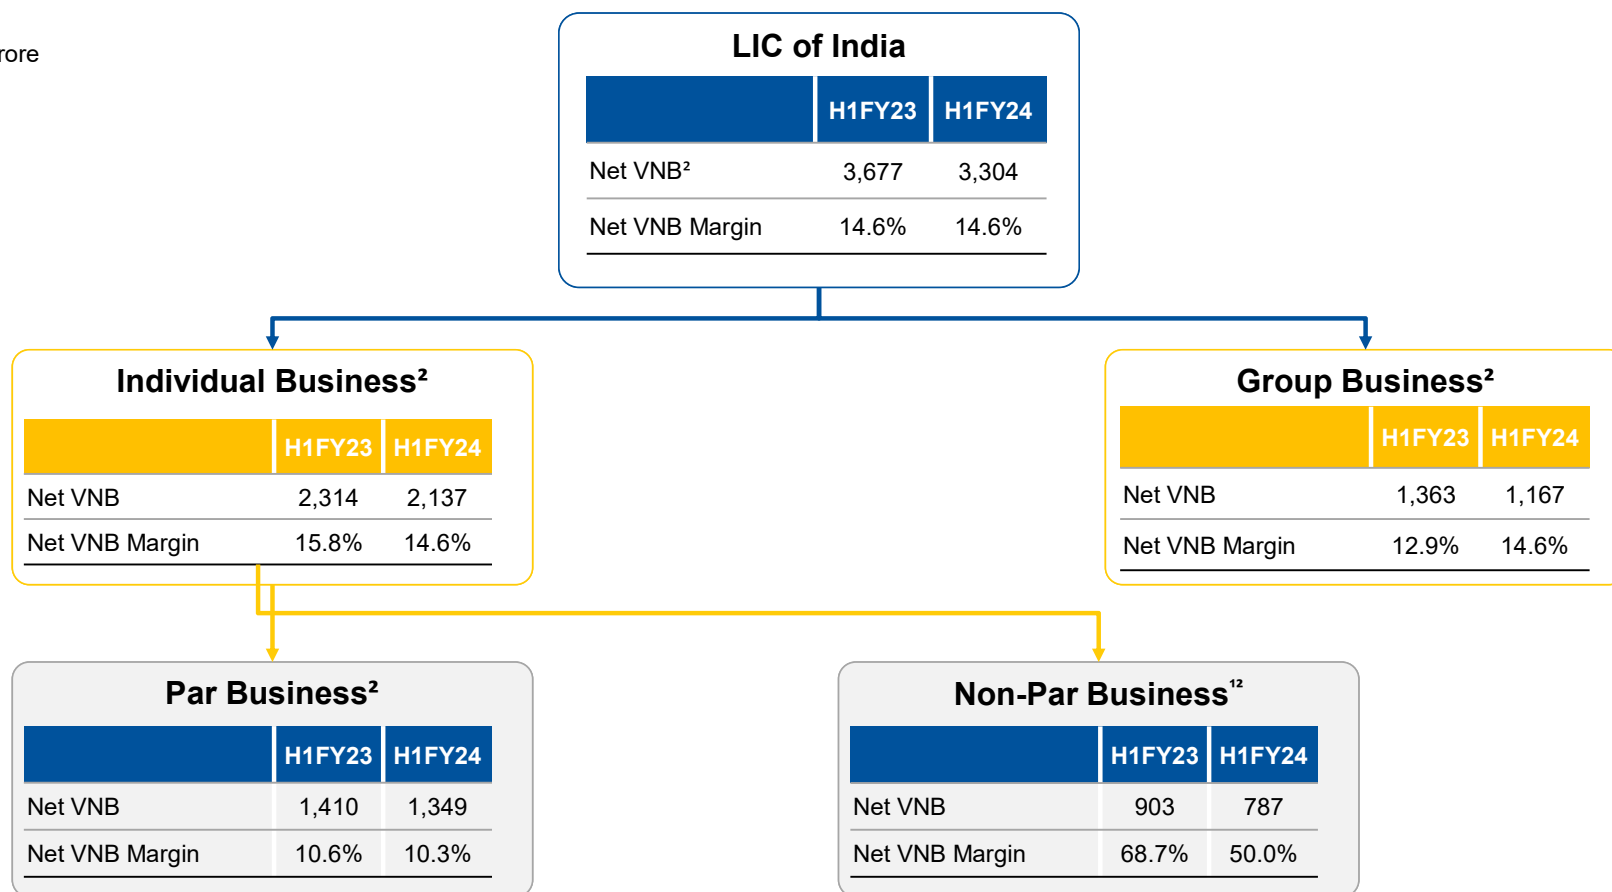 rore
LIC of India
H1FY23 H1FY24
Net VNB² 3,677 3,304
Net VNB Margin 14.6% 14.6%
Individual Business²
H1FY23 H1FY24
Net VNB 2,314 2,137
Net VNB Margin 15.8% 14.6%
Group Business²
H1FY23 H1FY24
Net VNB 1,363 1,167
Net VNB Margin 12.9% 14.6%
Par Business²
H1FY23 H1FY24
Net VNB 1,410 1,349
Net VNB Margin 10.6% 10.3%
Non-Par Business¹²
H1FY23 H1FY24
Net VNB 903 787
Net VNB Margin 68.7% 50.0%